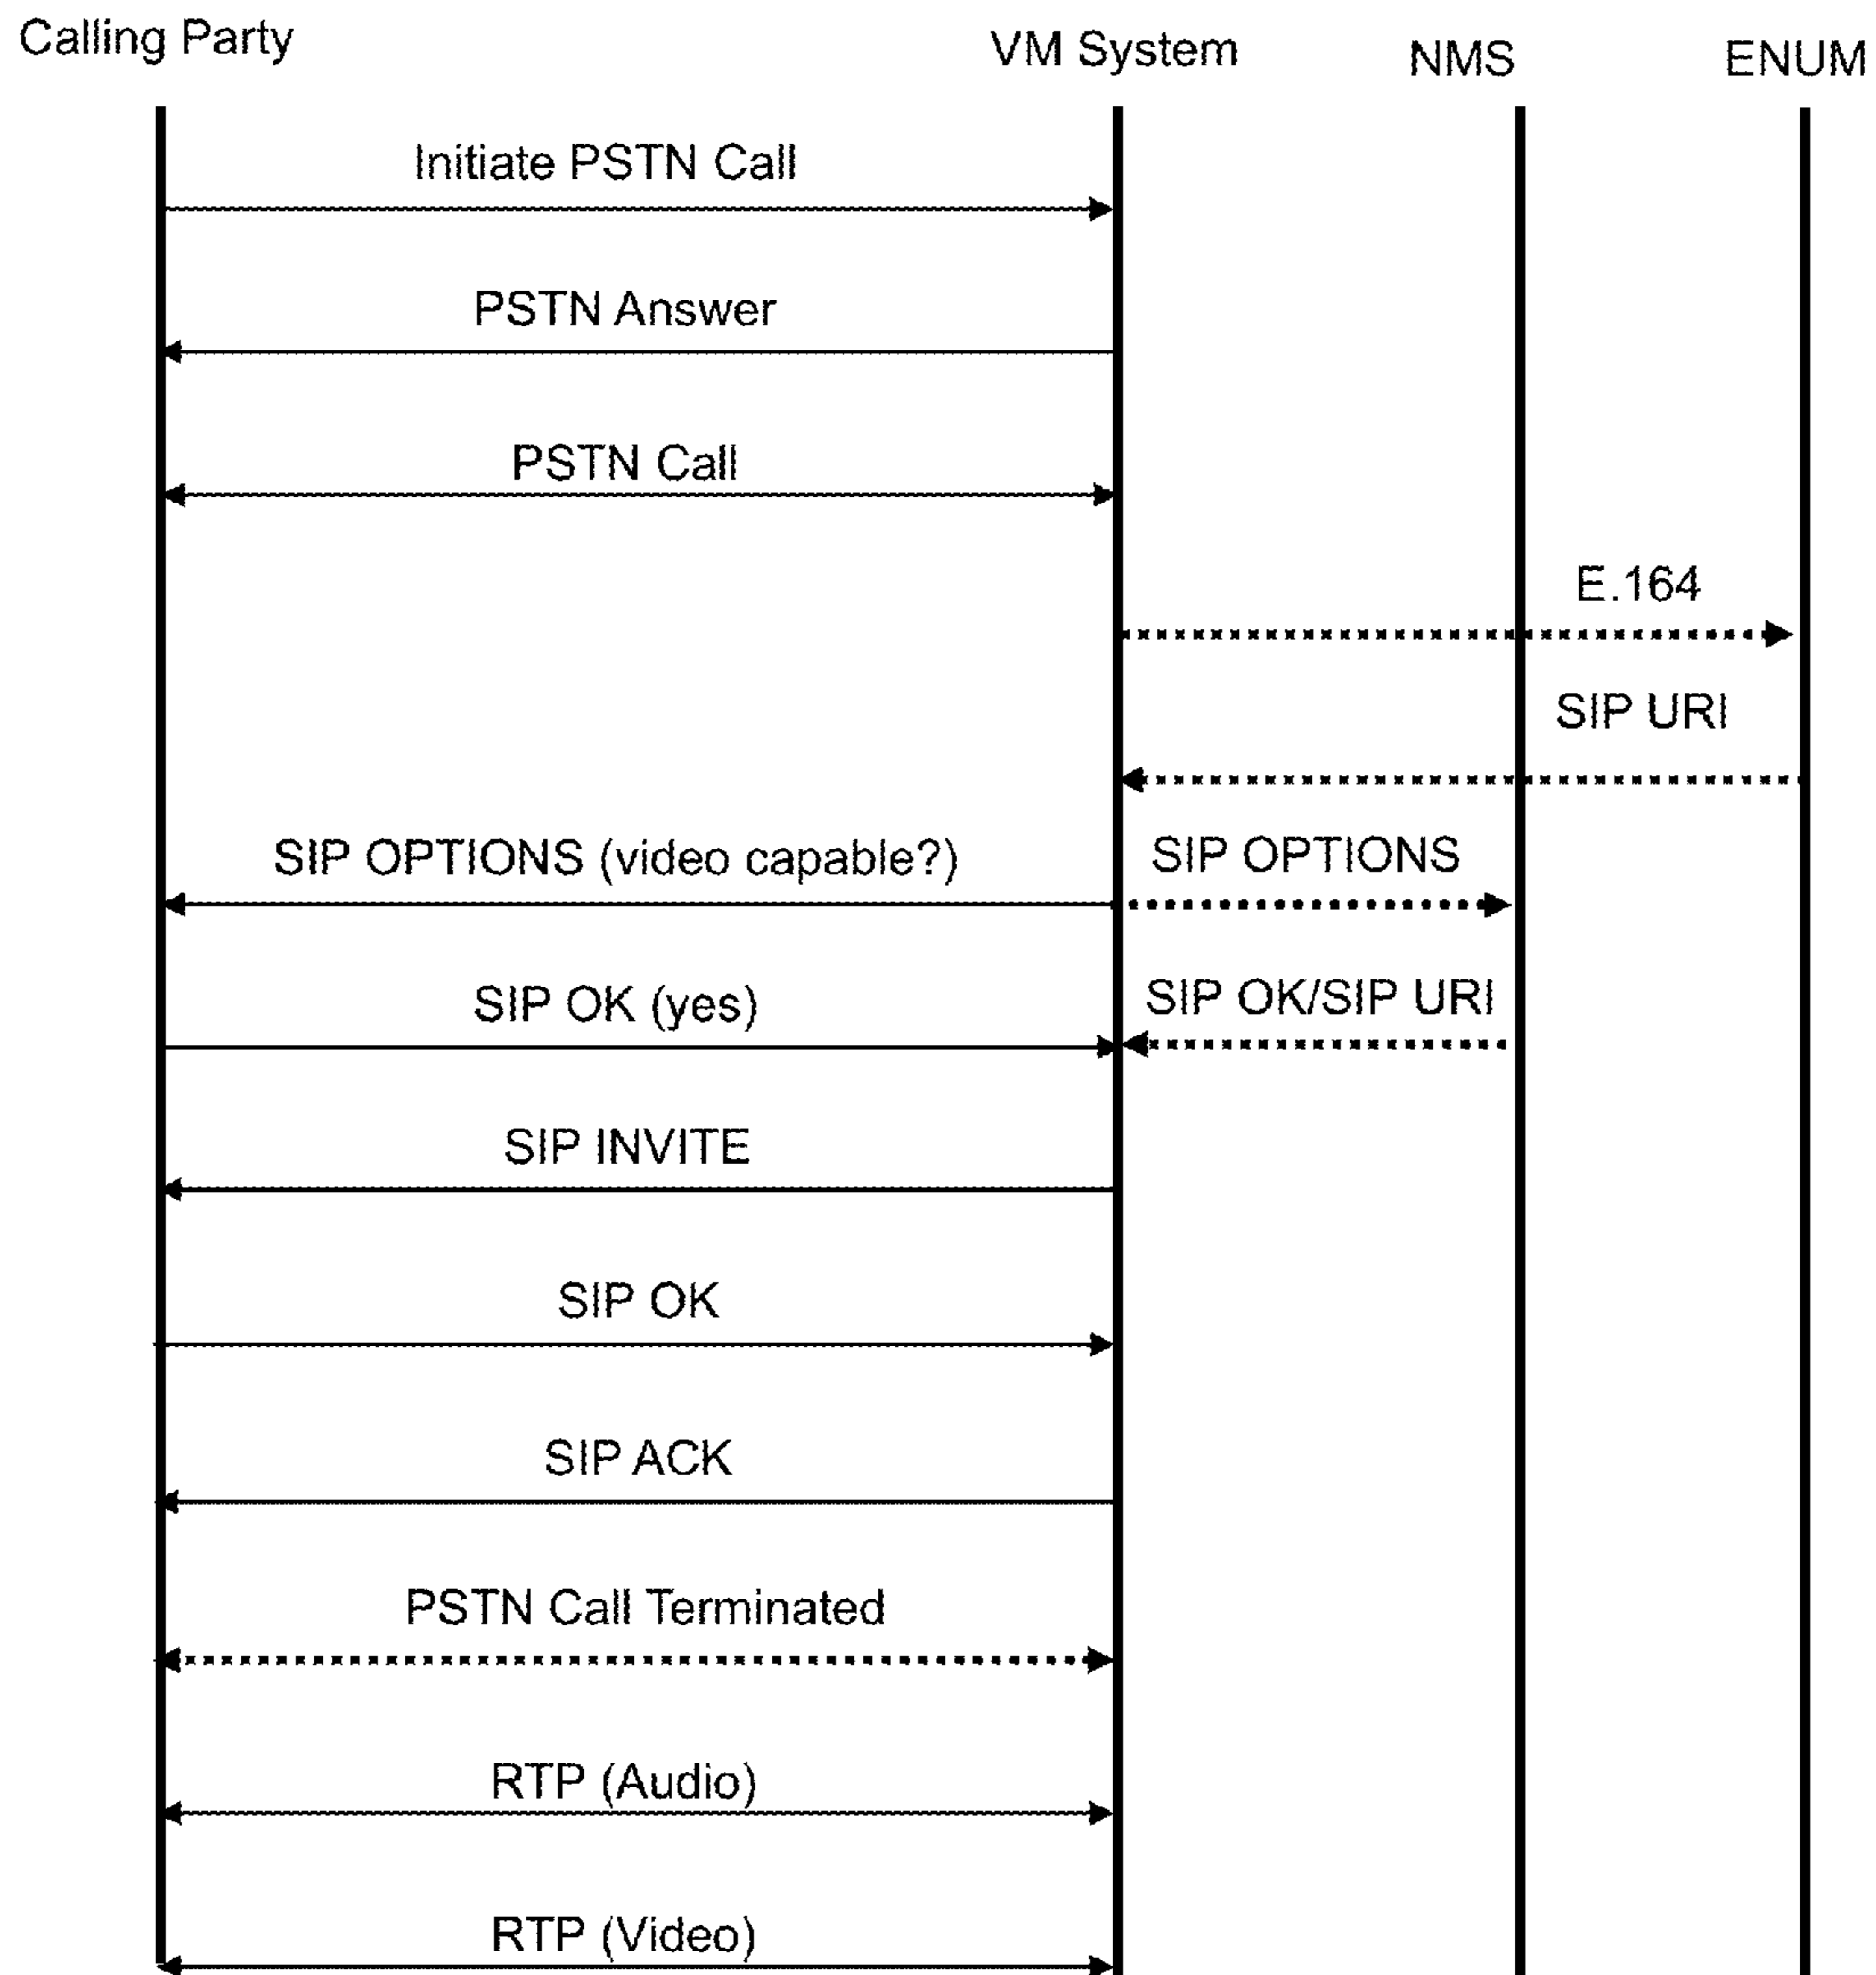 Calling Party
VM System
NMS
ENUM
Initiate PSTN Call
PSTN Answer
PSTN Call
E.164
SIP URI
SIP OPTIONS (video capable?)
SIP OPTIONS
SIP OK (yes)
SIP OK/SIP URI
SIP INVITE
SIP OK
SIP ACK
PSTN Call Terminated
RTP (Audio)
RTP (Video)